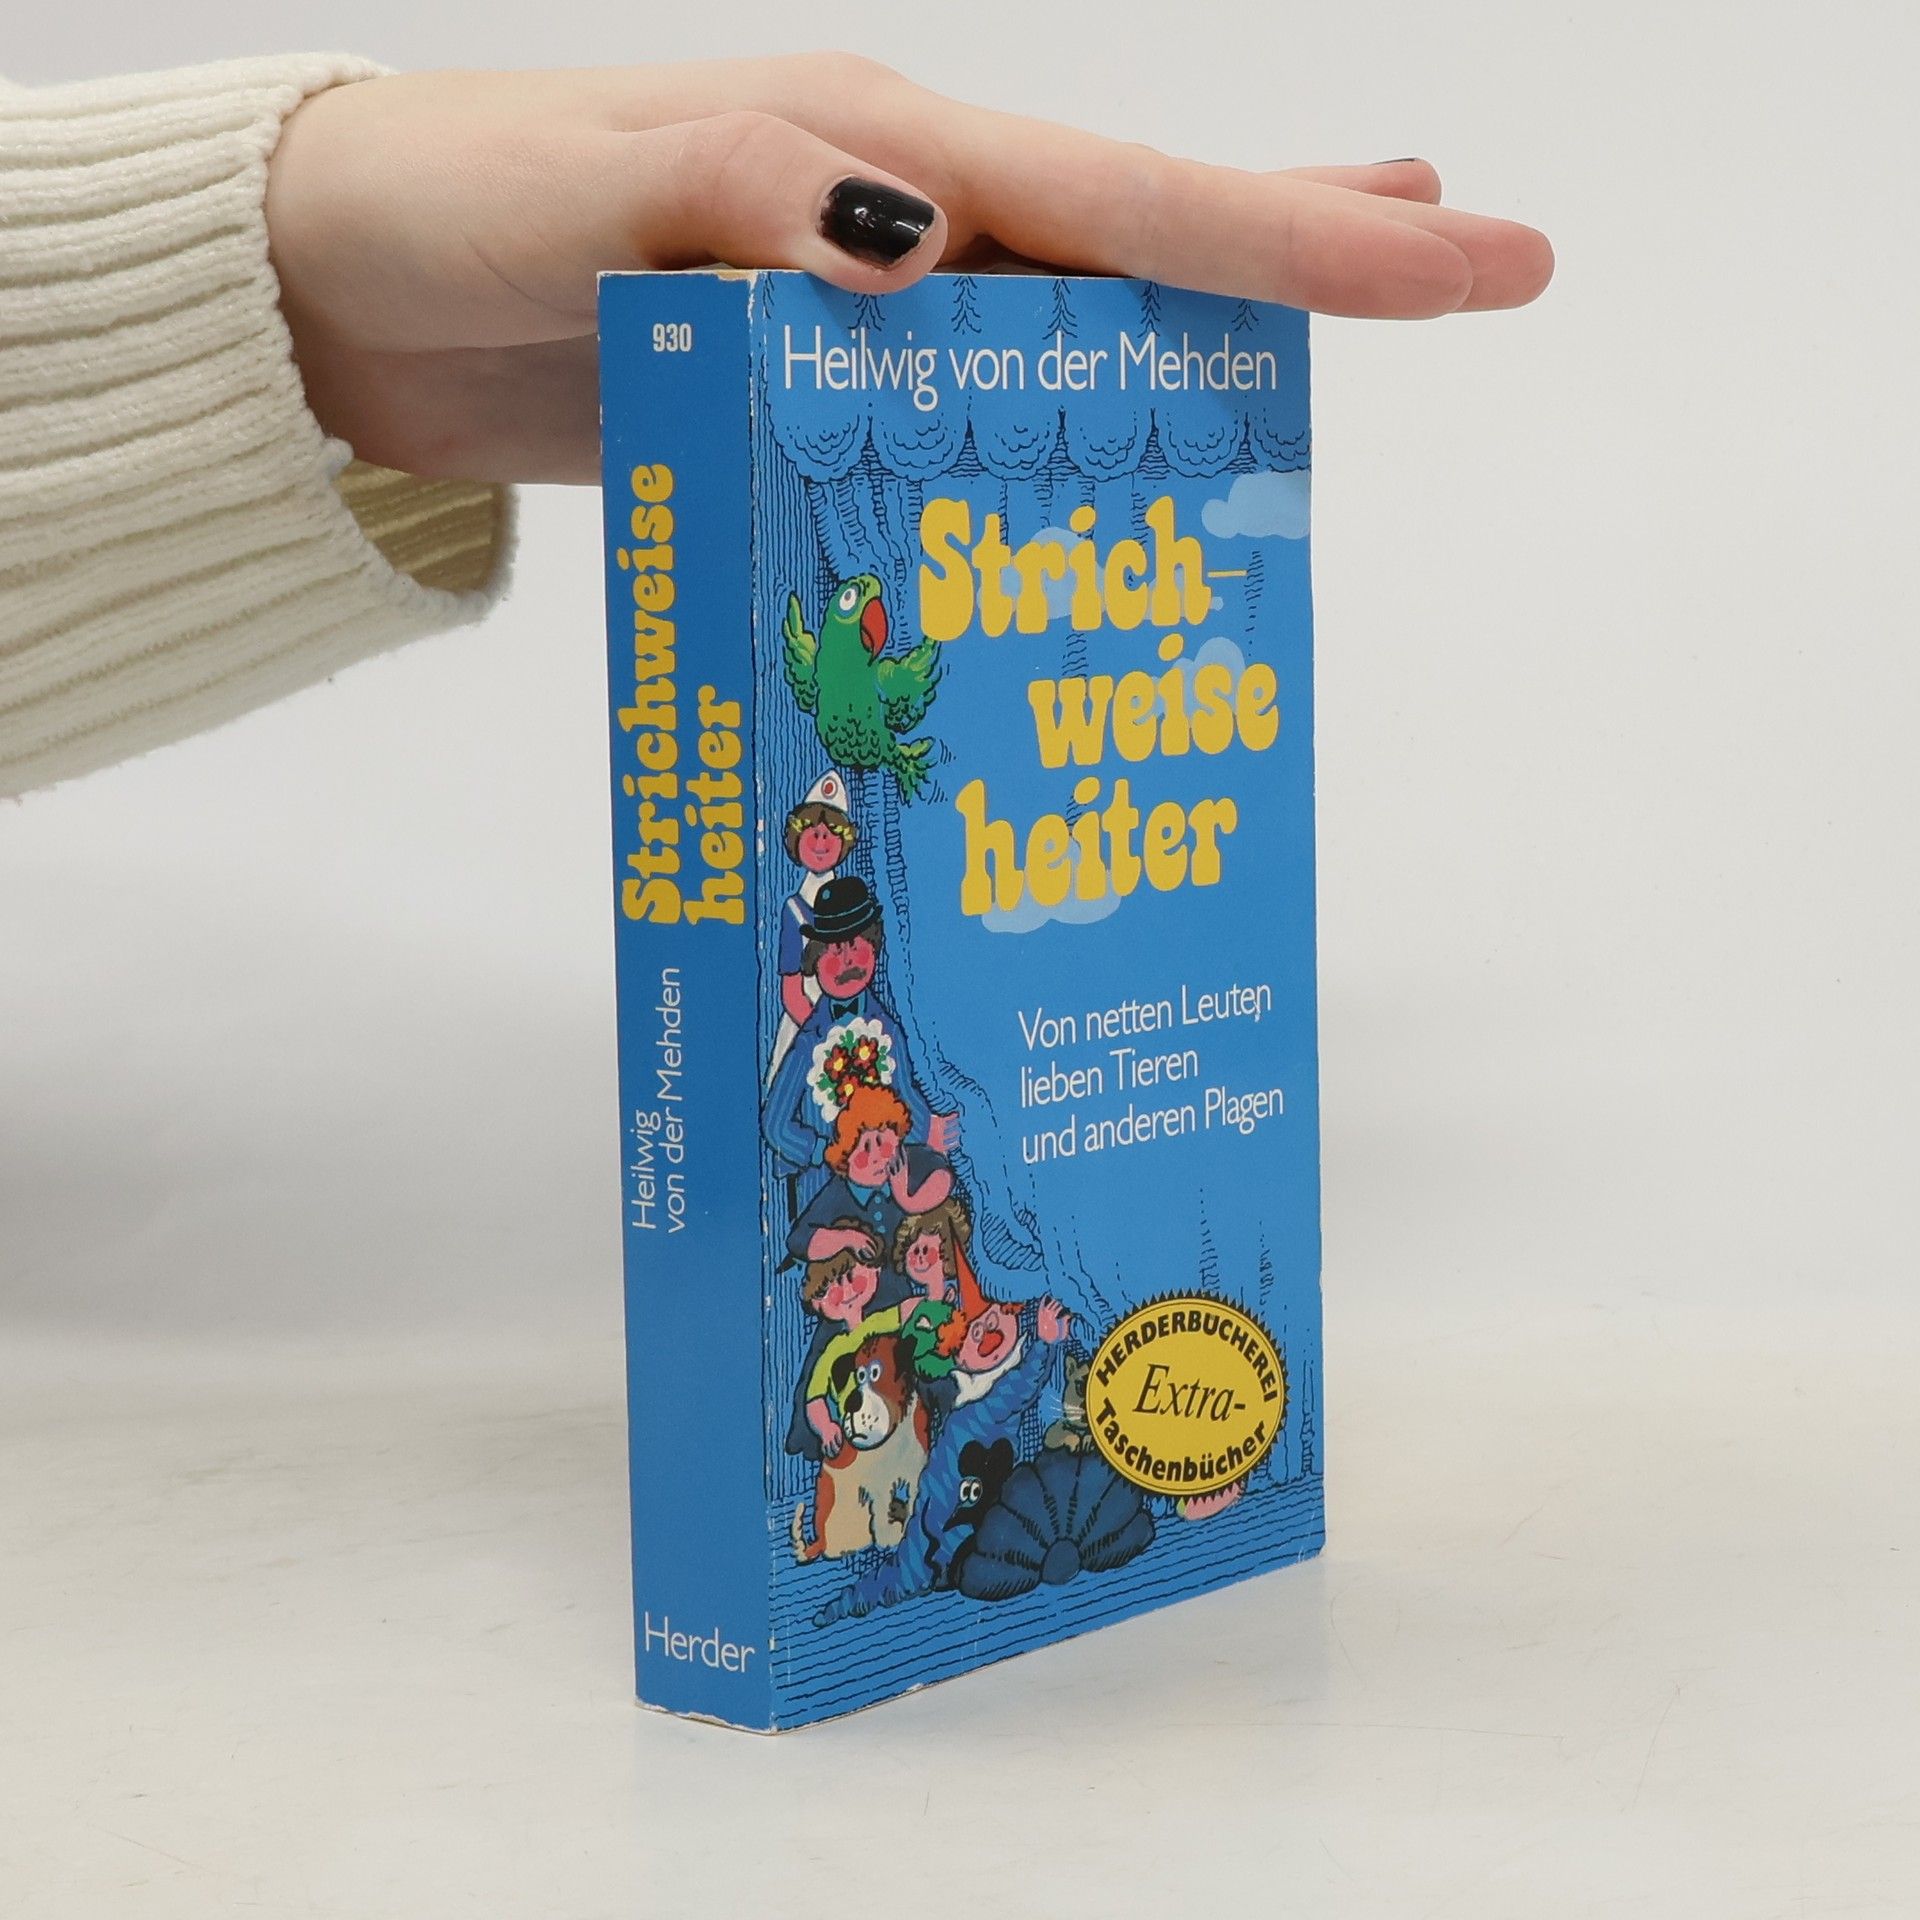 930
Strichweise
heiter
Heilwig
von der Mehden
Herder
Heilwig von der Mehden
Strich-
weise
heiter
Von netten Leuten
lieben Tieren
und anderen Plagen
HERDERBÜCHEREI
Extra-
Taschenbücher